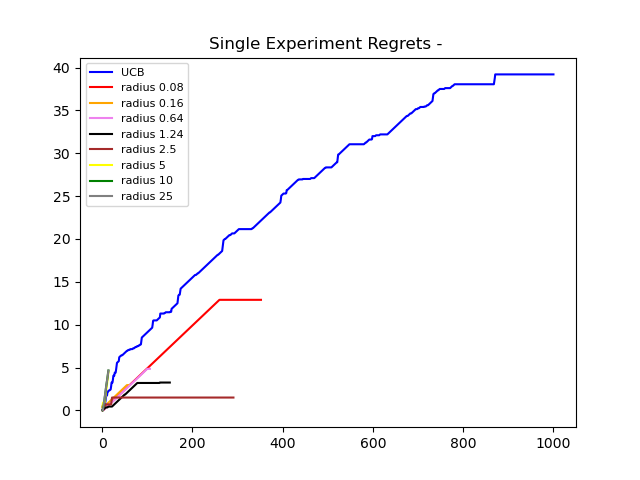 Single Experiment Regrets -
40
35
30
25
20
15
10
5
0
UCB
radius 0.08
radius 0.16
radius 0.64
radius 1.24
radius 2.5
radius 5
radius 10
radius 25
0 200 400 600 800 1000